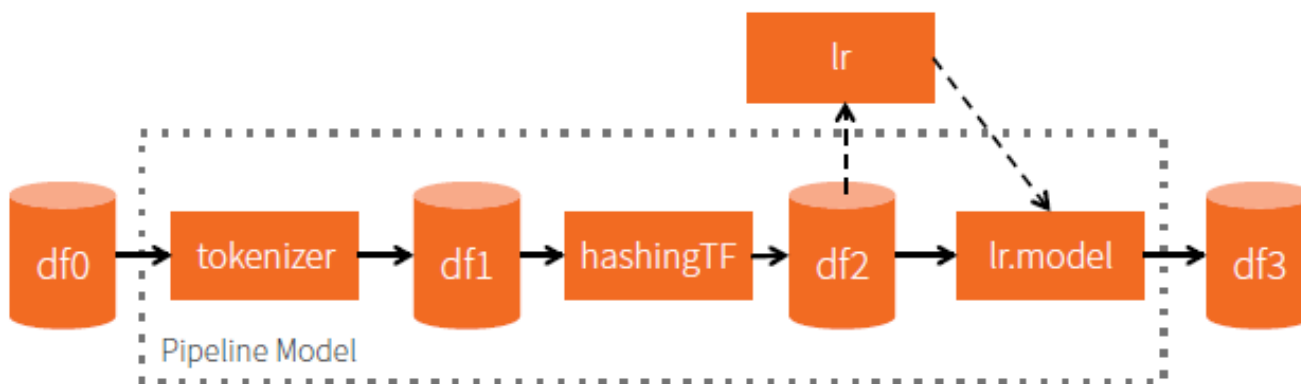 lr
df0
tokenizer
df1
hashingTF
df2
lr.model
df3
Pipeline Model